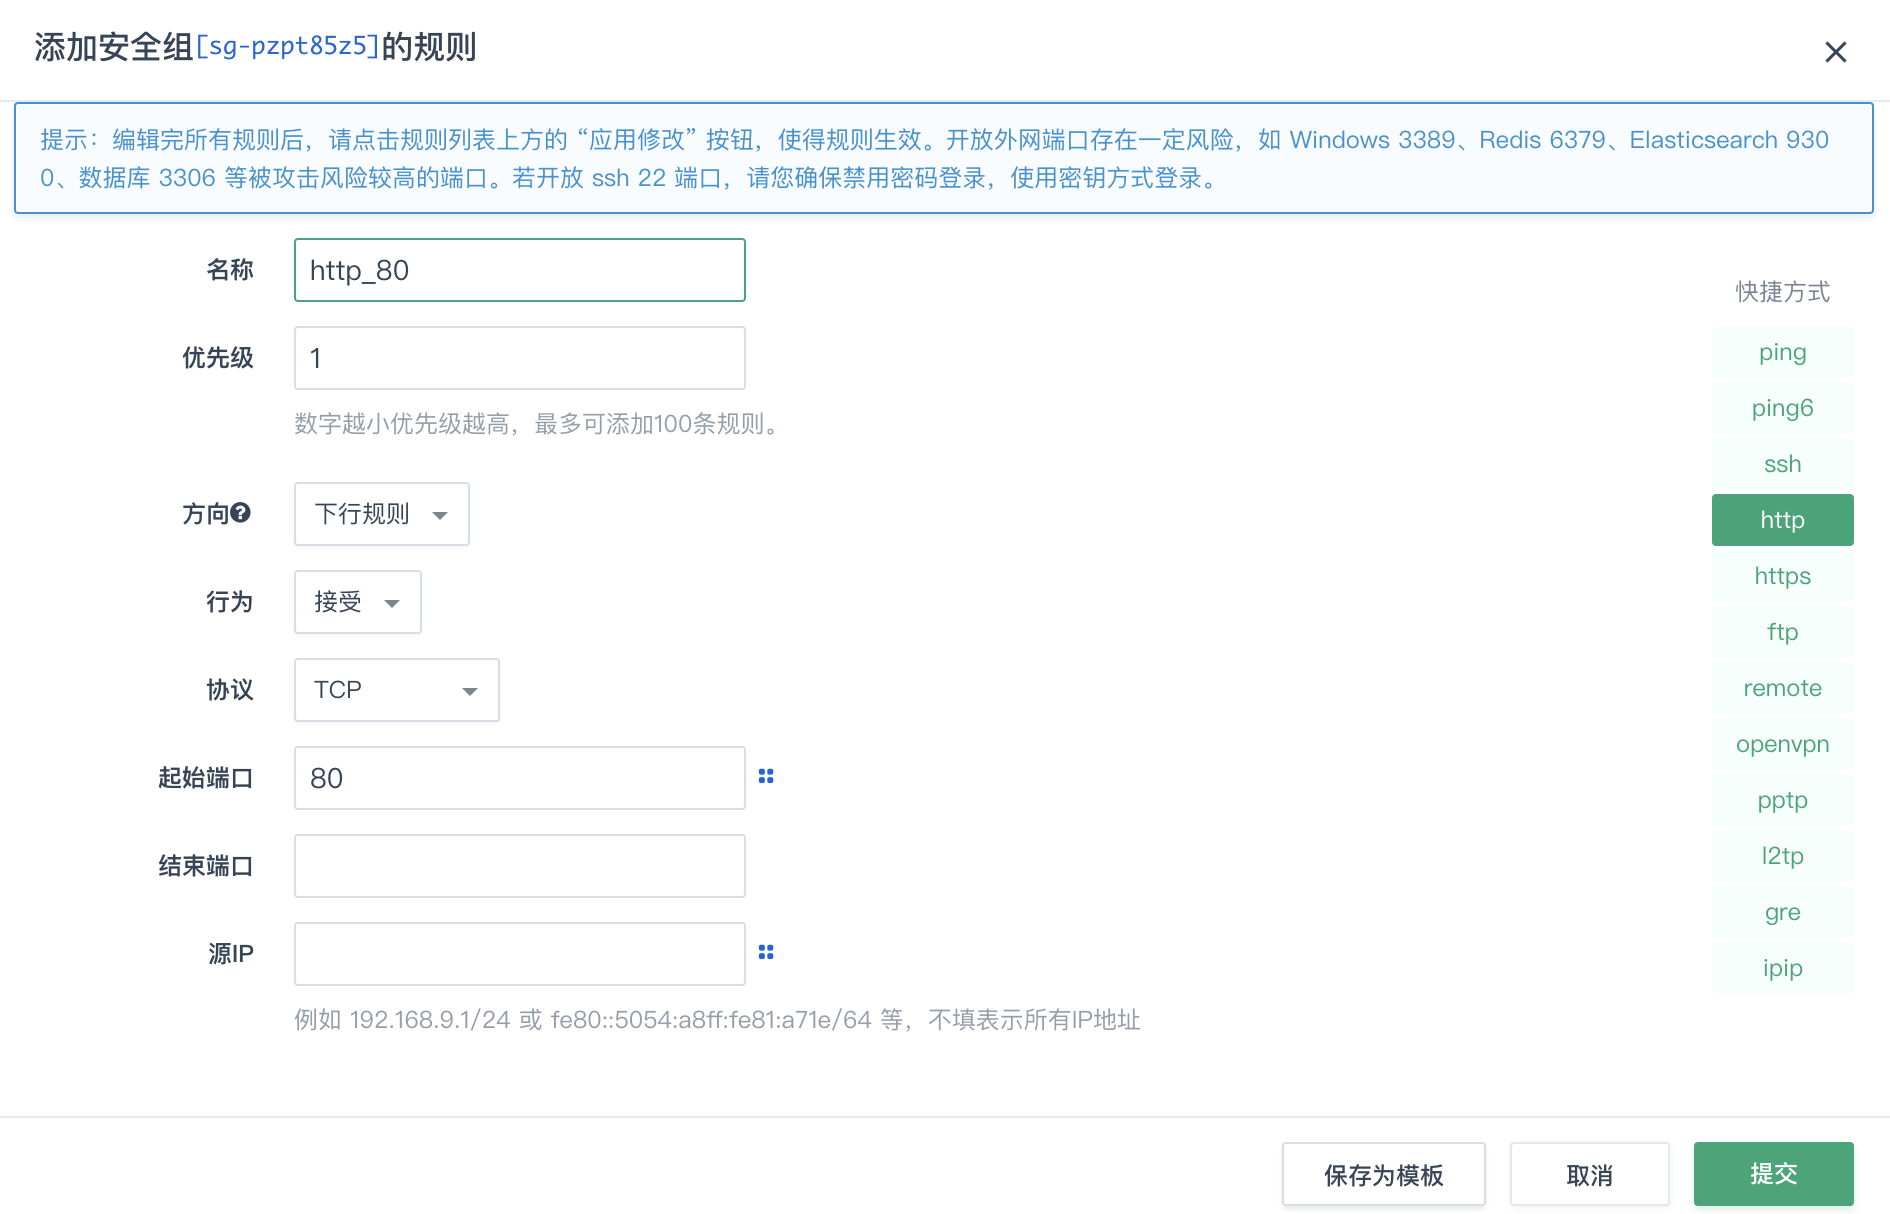 添加安全组[sg-pzpt85z5]的规则
提示：编辑完所有规则后，请点击规则列表上方的 “应用修改” 按钮，使得规则生效。开放外网端口存在一定风险，如 Windows 3389、Redis 6379、Elasticsearch 930
0、数据库 3306 等被攻击风险较高的端口。若开放 ssh 22 端口，请您确保禁用密码登录，使用密钥方式登录。
名称 http_80
优先级 1
数字越小优先级越高，最多可添加100条规则。
方向 下行规则
行为 接受
协议 TCP
起始端口 80
结束端口
源IP
例如 192.168.9.1/24 或 fe80::5054:a8ff:fe81:a71e/64 等，不填表示所有IP地址
快捷方式
ping
ping6
ssh
http
https
ftp
remote
openvpn
pptp
l2tp
gre
ipip
保存为模板 取消 提交